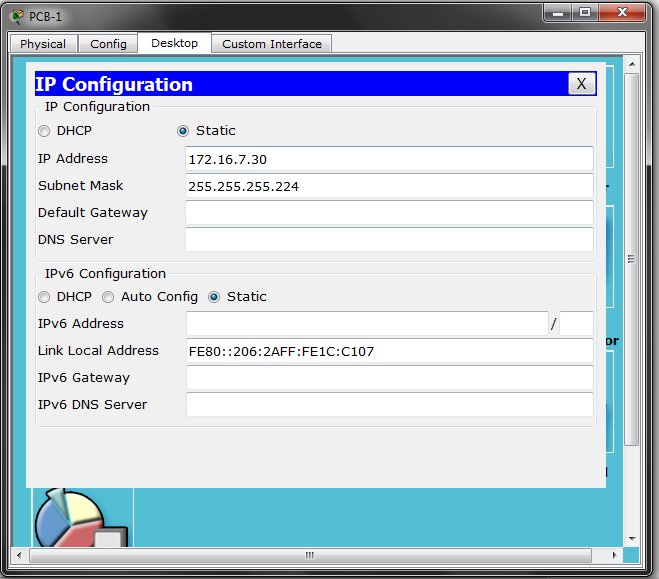 PCB-1
Physical Config Desktop Custom Interface
IP Configuration X
IP Configuration
DHCP Static
IP Address 172.16.7.30
Subnet Mask 255.255.255.224
Default Gateway
DNS Server
IPv6 Configuration
DHCP Auto Config Static
IPv6 Address /
Link Local Address FE80::206:2AFF:FE1C:C107
IPv6 Gateway
IPv6 DNS Server